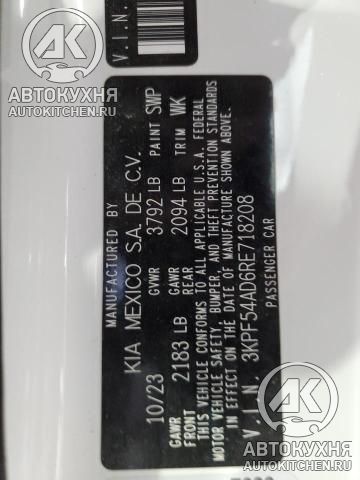 V.I.N.
АВТОКУХНЯ
AUTOKITCHEN.RU
MANUFACTURED BY
KIA MEXICO S.A. DE C.V.
10/23 GVWR 3792 LB PAINT SWP
GAWR FRONT 2183 LB GAWR REAR 2094 LB TRIM WK
THIS VEHICLE CONFORMS TO ALL APPLICABLE U.S.A. FEDERAL
MOTOR VEHICLE SAFETY, BUMPER, AND THEFT PREVENTION STANDARDS
IN EFFECT ON THE DATE OF MANUFACTURE SHOWN ABOVE.
V.I.N. 3KPF54AD6RE718208
PASSENGER CAR
АВТОКУХНЯ
AUTOKITCHEN.RU